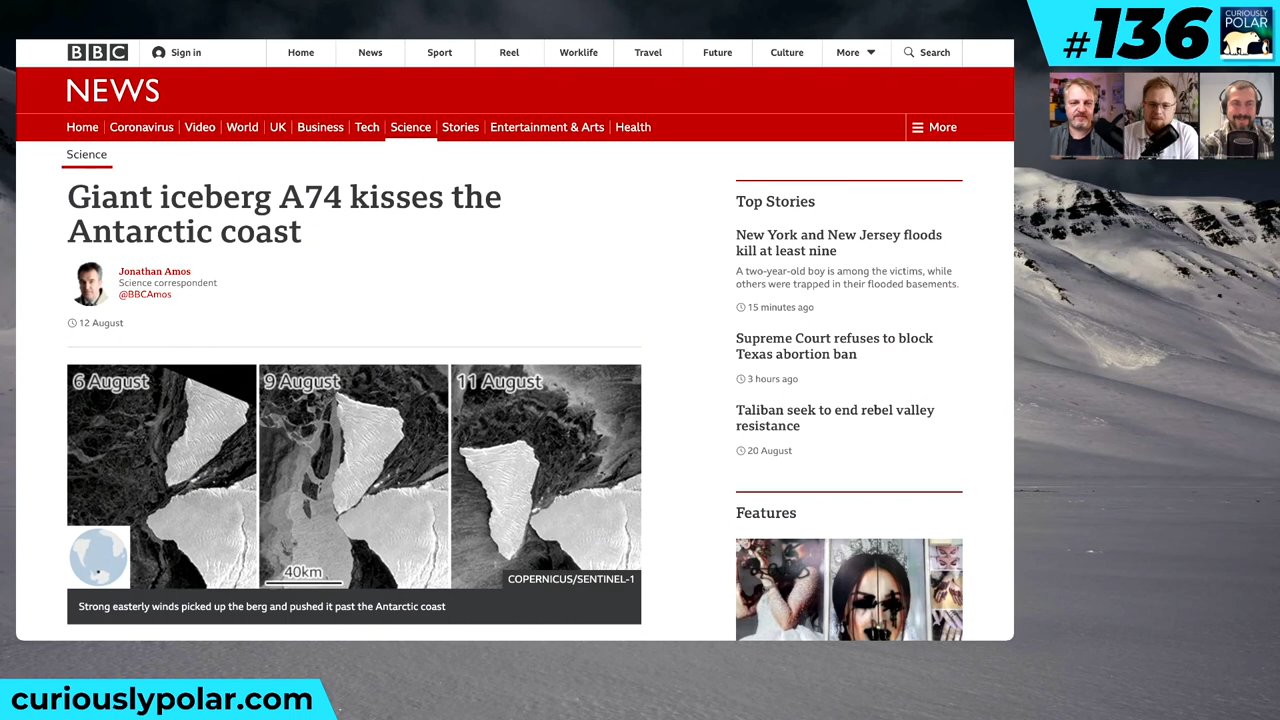 #136
CURIOUSLY
POLAR
BBC
Sign in
Home
News
Sport
Reel
Worklife
Travel
Future
Culture
More
Search
NEWS
Home
Coronavirus
Video
World
UK
Business
Tech
Science
Stories
Entertainment & Arts
Health
More
Science
Giant iceberg A74 kisses the
Antarctic coast
Jonathan Amos
Science correspondent
@BBCAmos
12 August
6 August
9 August
11 August
40km
COPERNICUS/SENTINEL-1
Strong easterly winds picked up the berg and pushed it past the Antarctic coast
Top Stories
New York and New Jersey floods
kill at least nine
A two-year-old boy is among the victims, while
others were trapped in their flooded basements.
15 minutes ago
Supreme Court refuses to block
Texas abortion ban
3 hours ago
Taliban seek to end rebel valley
resistance
20 August
Features
curiouslypolar.com